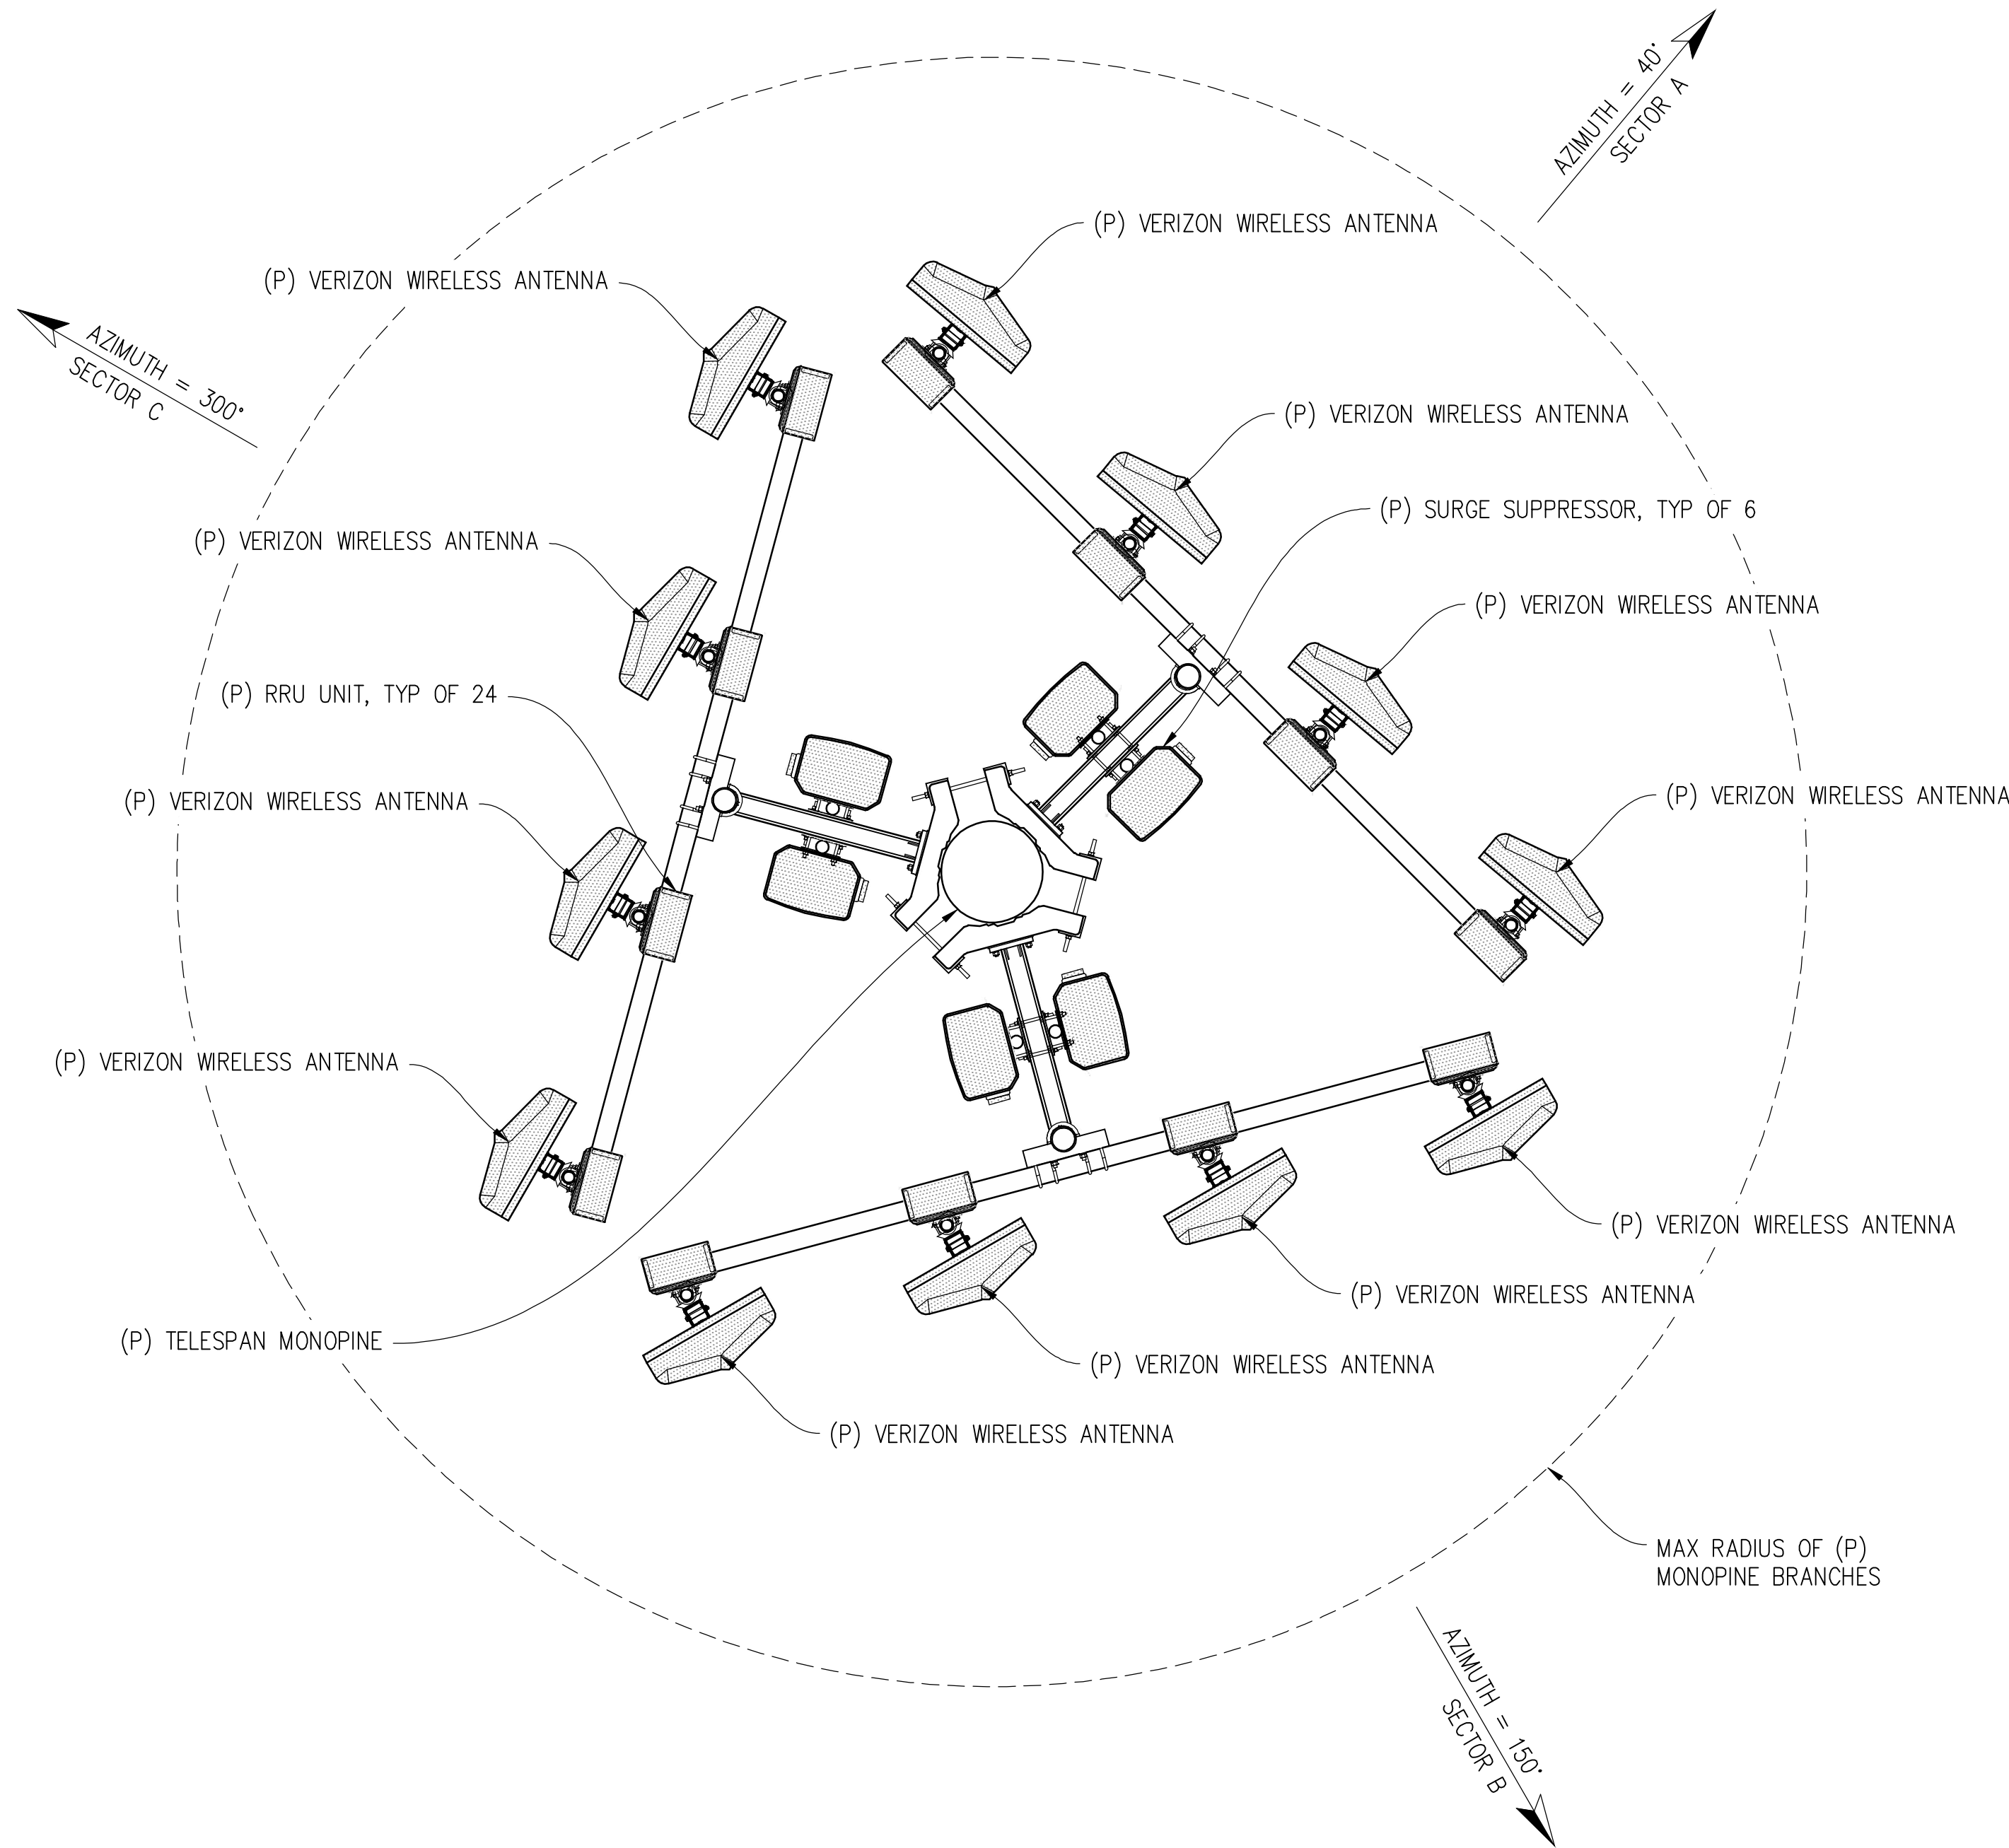 AZIMUTH = 40°
SECTOR A
(P) VERIZON WIRELESS ANTENNA
(P) VERIZON WIRELESS ANTENNA
AZIMUTH = 300°
SECTOR C
(P) VERIZON WIRELESS ANTENNA
(P) SURGE SUPPRESSOR, TYP OF 6
(P) VERIZON WIRELESS ANTENNA
(P) VERIZON WIRELESS ANTENNA
(P) RRU UNIT, TYP OF 24
(P) VERIZON WIRELESS ANTENNA
(P) VERIZON WIRELESS ANTENNA
(P) VERIZON WIRELESS ANTENNA
(P) VERIZON WIRELESS ANTENNA
(P) VERIZON WIRELESS ANTENNA
(P) TELESPAN MONOPINE
(P) VERIZON WIRELESS ANTENNA
(P) VERIZON WIRELESS ANTENNA
MAX RADIUS OF (P)
MONOPINE BRANCHES
AZIMUTH = 150°
SECTOR B